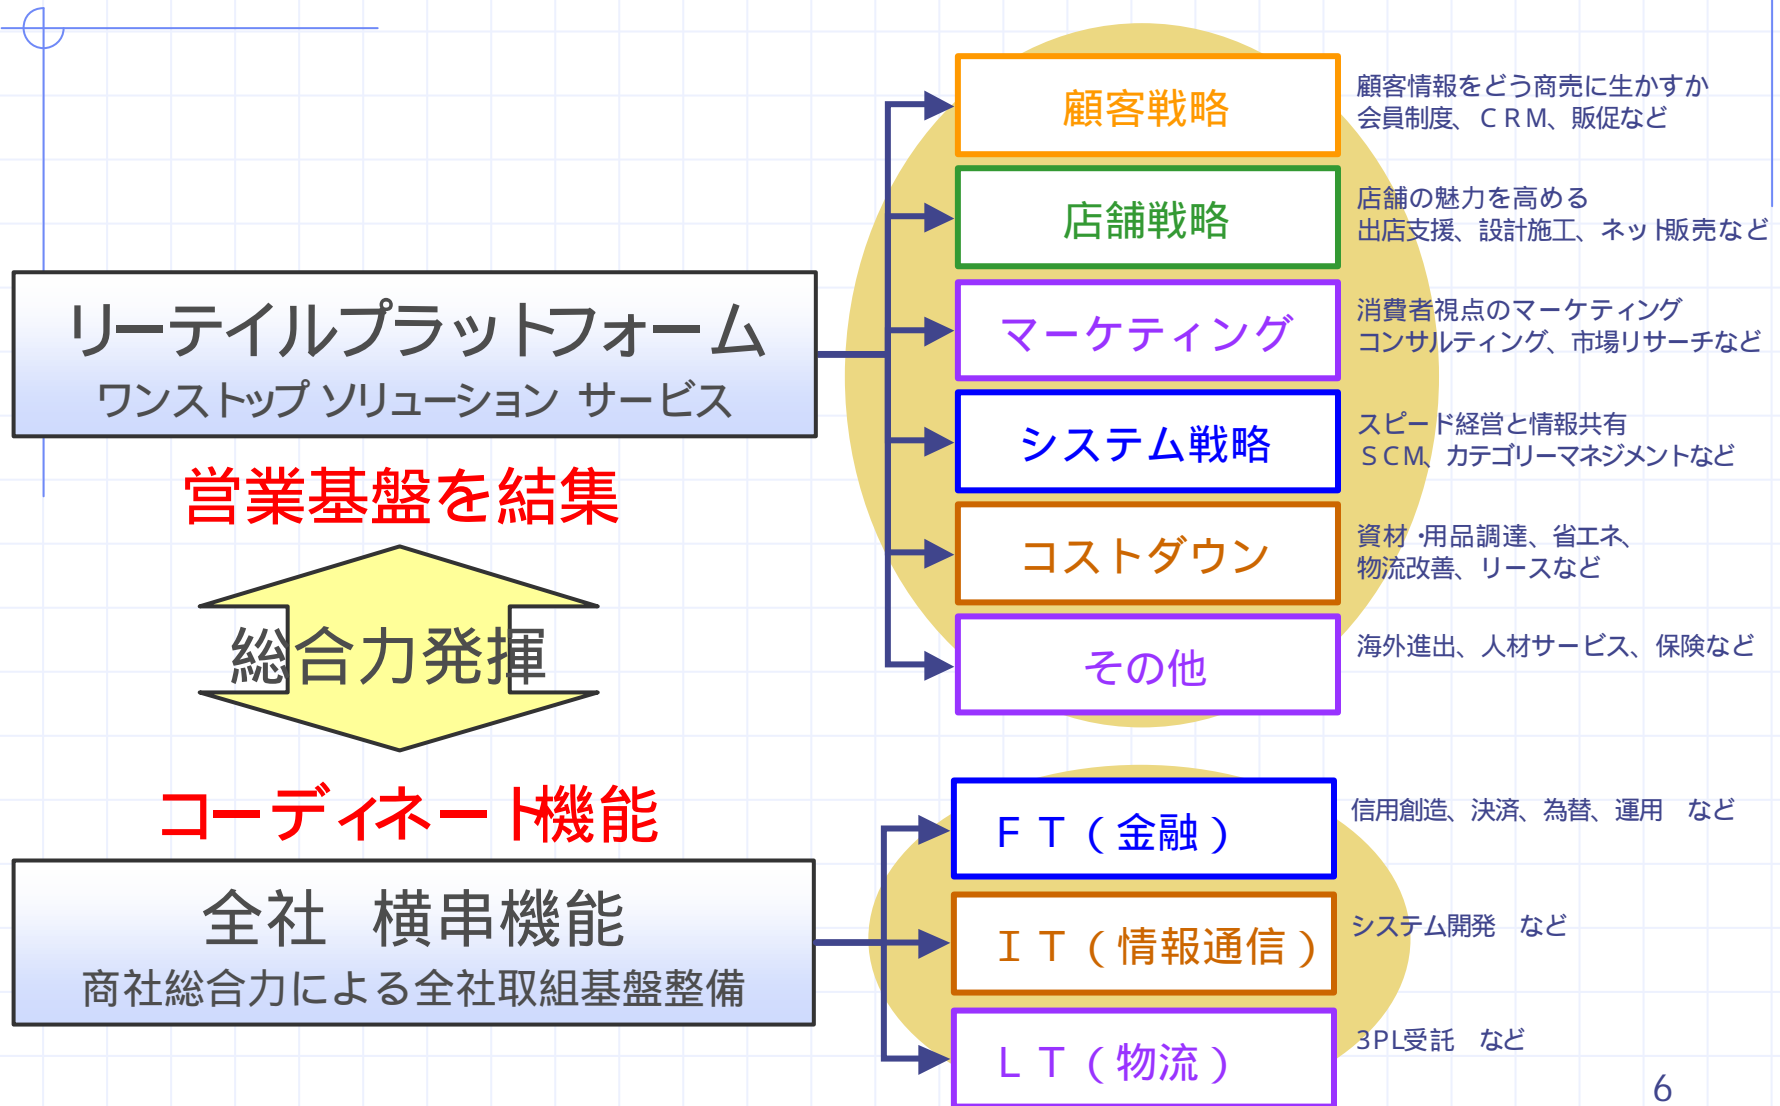 リーテイルプラットフォーム
ワンストップ ソリューション サービス
営業基盤を結集
総合力発揮
コーディネート機能
全社　横串機能
商社総合力による全社取組基盤整備
顧客戦略
顧客情報をどう商売に生かすか
会員制度、ＣＲＭ、販促など
店舗戦略
店舗の魅力を高める
出店支援、設計施工、ネット販売など
マーケティング
消費者視点のマーケティング
コンサルティング、市場リサーチなど
システム戦略
スピード経営と情報共有
ＳＣＭ、カテゴリーマネジメントなど
コストダウン
資材・用品調達、省エネ、
物流改善、リースなど
その他
海外進出、人材サービス、保険など
ＦＴ（金融）
信用創造、決済、為替、運用　など
ＩＴ（情報通信）
システム開発　など
ＬＴ（物流）
3PL受託　など
6